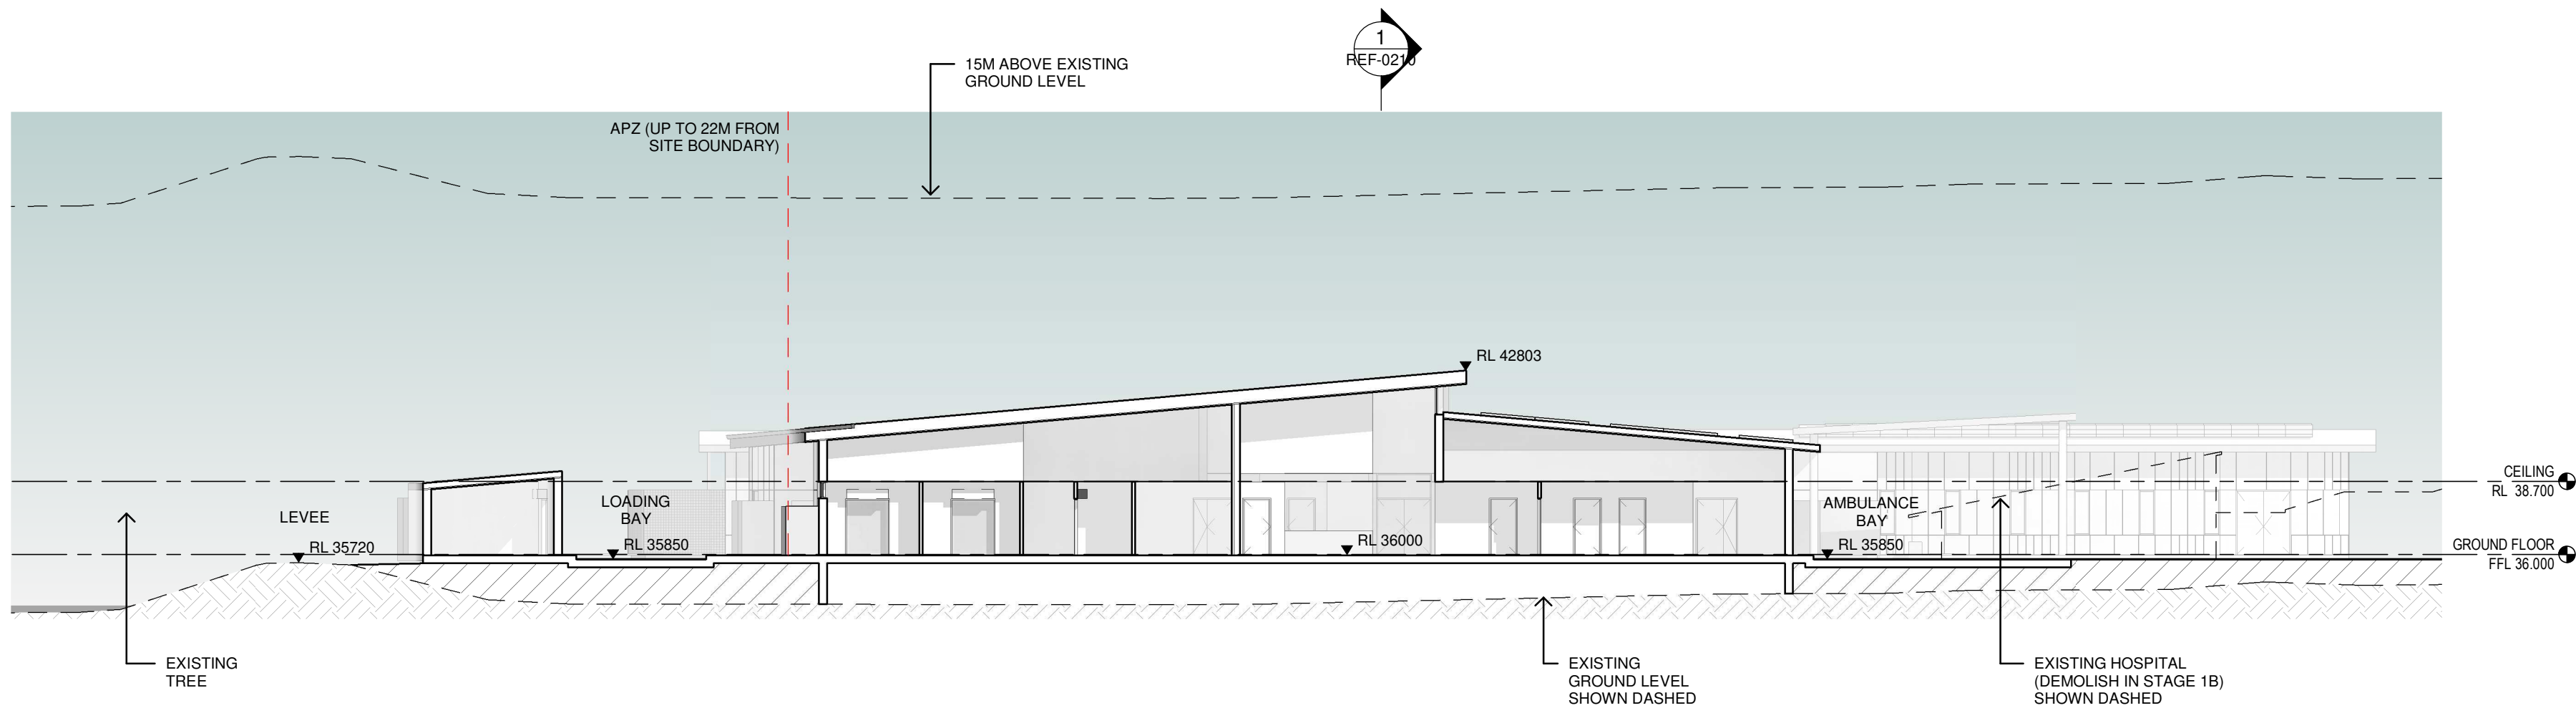 1
REF-0210
15M ABOVE EXISTING
GROUND LEVEL
APZ (UP TO 22M FROM
SITE BOUNDARY)
RL 42803
CEILING
RL 38.700
LOADING
BAY
AMBULANCE
BAY
LEVEE
RL 35720
RL 35850
RL 36000
RL 35850
GROUND FLOOR
FFL 36.000
EXISTING
TREE
EXISTING
GROUND LEVEL
SHOWN DASHED
EXISTING HOSPITAL
(DEMOLISH IN STAGE 1B)
SHOWN DASHED